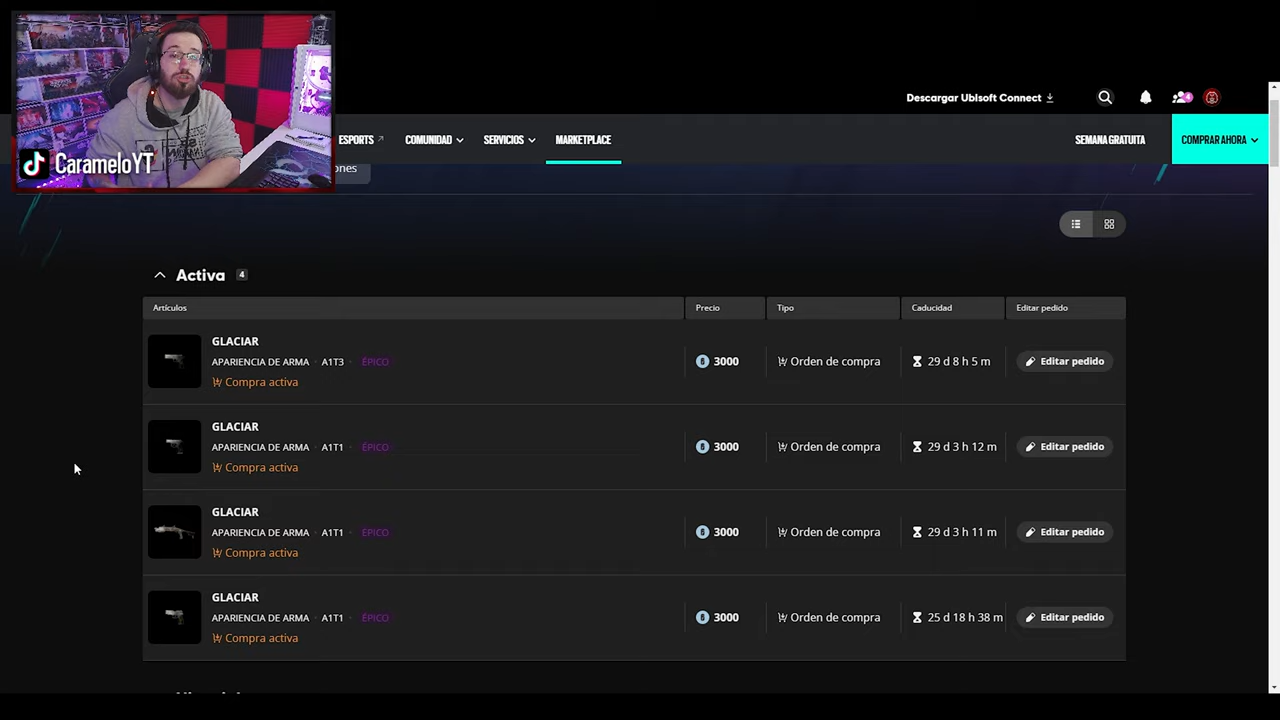 CarameloYT
Descargar Ubisoft Connect
4
ESPORTS
COMUNIDAD
SERVICIOS
MARKETPLACE
SEMANA GRATUITA
COMPRAR AHORA
ones
Activa 4
Artículos Precio Tipo Caducidad Editar pedido
GLACIAR
APARIENCIA DE ARMA · A1T3 · ÉPICO
Compra activa
3000 Orden de compra 29 d 8 h 5 m Editar pedido
GLACIAR
APARIENCIA DE ARMA · A1T1 · ÉPICO
Compra activa
3000 Orden de compra 29 d 3 h 12 m Editar pedido
GLACIAR
APARIENCIA DE ARMA · A1T1 · ÉPICO
Compra activa
3000 Orden de compra 29 d 3 h 11 m Editar pedido
GLACIAR
APARIENCIA DE ARMA · A1T1 · ÉPICO
Compra activa
3000 Orden de compra 25 d 18 h 38 m Editar pedido